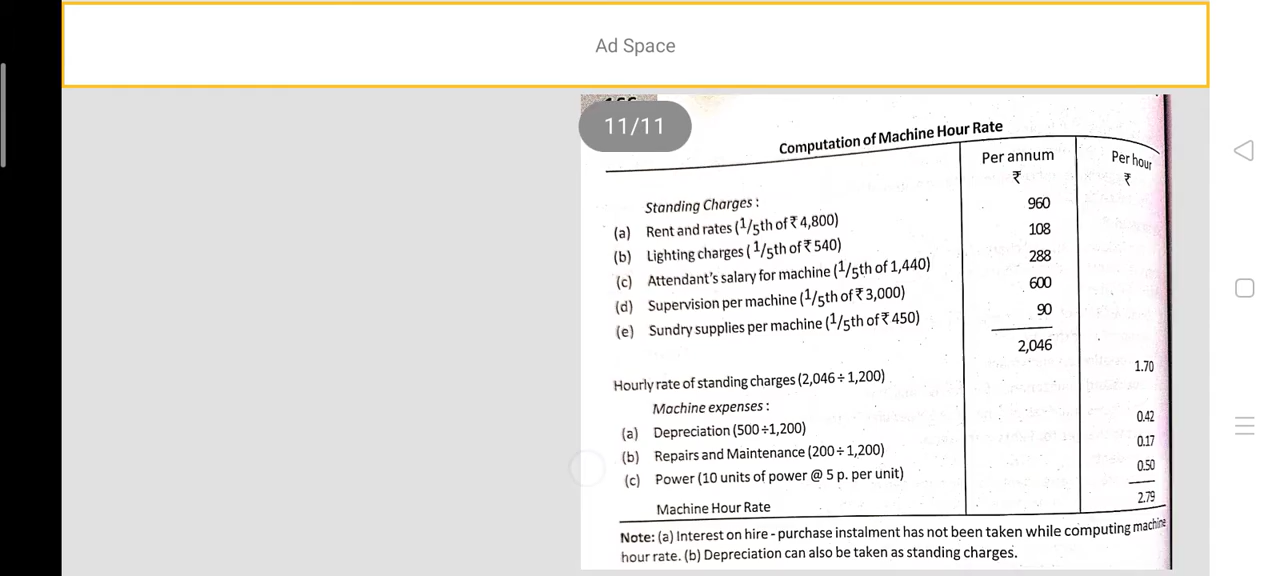 Ad Space
11/11
Computation of Machine Hour Rate
Per annum Per hour
₹ ₹
Standing Charges :
(a) Rent and rates (1/5th of ₹ 4,800) 960
(b) Lighting charges ( 1/5th of ₹ 540) 108
(c) Attendant's salary for machine (1/5th of 1,440) 288
(d) Supervision per machine (1/5th of ₹ 3,000) 600
(e) Sundry supplies per machine (1/5th of ₹ 450) 90
2,046
Hourly rate of standing charges (2,046 ÷ 1,200) 1.70
Machine expenses :
(a) Depreciation (500 ÷1,200) 0.42
(b) Repairs and Maintenance (200 ÷ 1,200) 0.17
(c) Power (10 units of power @ 5 p. per unit) 0.50
Machine Hour Rate 2.79
Note: (a) Interest on hire - purchase instalment has not been taken while computing machine
hour rate. (b) Depreciation can also be taken as standing charges.